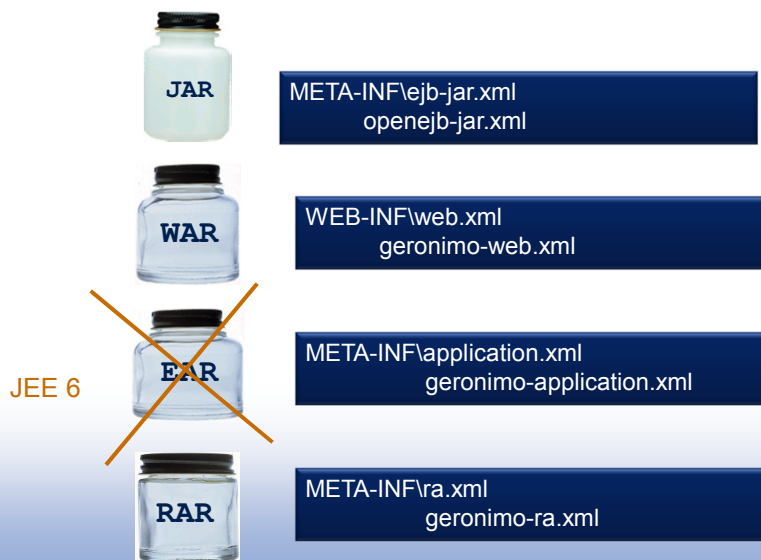 JAR
META-INF\ejb-jar.xml
openejb-jar.xml
WAR
WEB-INF\web.xml
geronimo-web.xml
EAR
META-INF\application.xml
geronimo-application.xml
JEE 6
RAR
META-INF\ra.xml
geronimo-ra.xml